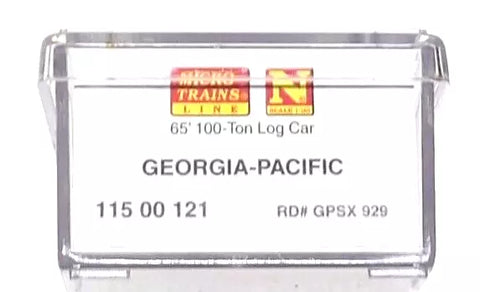 MICRO
TRAINS
LINE
N
SCALE 1:160
65' 100-Ton Log Car
GEORGIA-PACIFIC
115 00 121
RD# GPSX 929